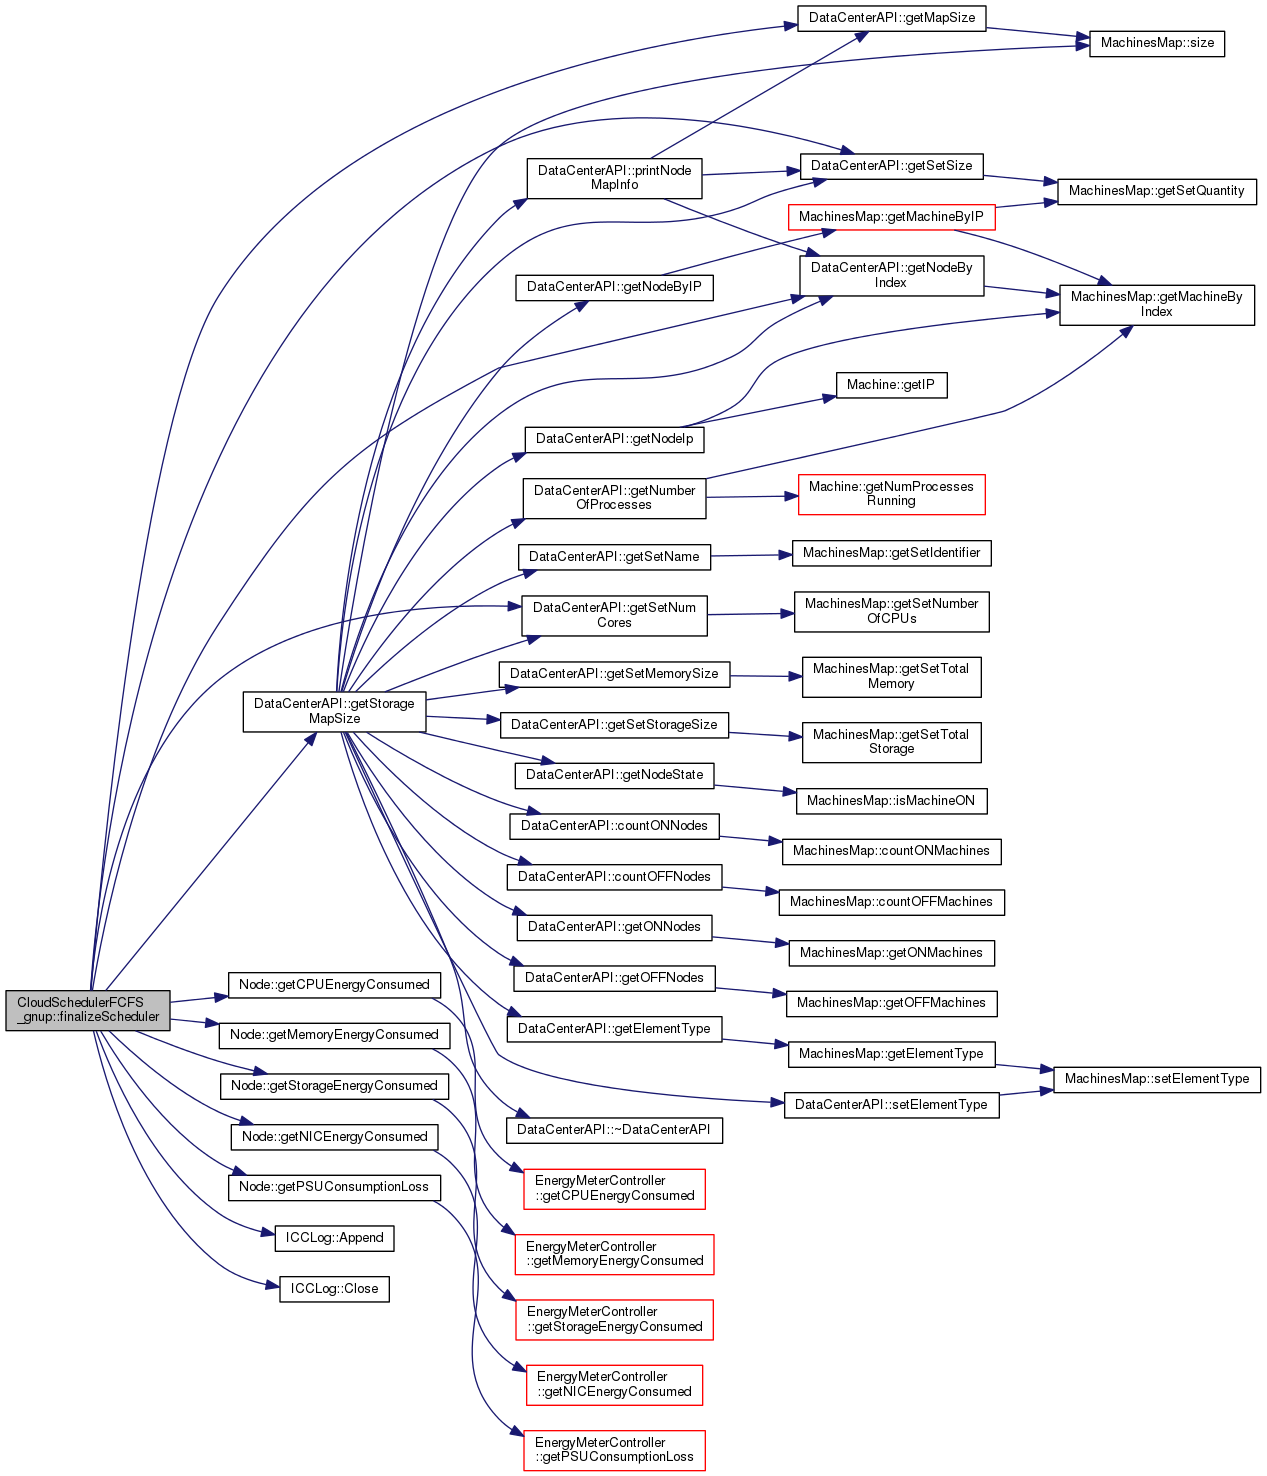 DataCenterAPI::getMapSize
MachinesMap::size
DataCenterAPI::printNode
MapInfo
DataCenterAPI::getSetSize
MachinesMap::getSetQuantity
MachinesMap::getMachineByIP
DataCenterAPI::getNodeByIP
DataCenterAPI::getNodeBy
Index
MachinesMap::getMachineBy
Index
Machine::getIP
DataCenterAPI::getNodeIp
DataCenterAPI::getNumber
OfProcesses
Machine::getNumProcesses
Running
DataCenterAPI::getSetName
MachinesMap::getSetIdentifier
DataCenterAPI::getSetNum
Cores
MachinesMap::getSetNumber
OfCPUs
DataCenterAPI::getSetMemorySize
MachinesMap::getSetTotal
Memory
DataCenterAPI::getStorage
MapSize
DataCenterAPI::getSetStorageSize
MachinesMap::getSetTotal
Storage
DataCenterAPI::getNodeState
MachinesMap::isMachineON
DataCenterAPI::countONNodes
MachinesMap::countONMachines
DataCenterAPI::countOFFNodes
MachinesMap::countOFFMachines
DataCenterAPI::getONNodes
MachinesMap::getONMachines
DataCenterAPI::getOFFNodes
MachinesMap::getOFFMachines
CloudSchedulerFCFS
_gnup::finalizeScheduler
Node::getCPUEnergyConsumed
Node::getMemoryEnergyConsumed
DataCenterAPI::getElementType
MachinesMap::getElementType
MachinesMap::setElementType
Node::getStorageEnergyConsumed
DataCenterAPI::setElementType
Node::getNICEnergyConsumed
DataCenterAPI::~DataCenterAPI
Node::getPSUConsumptionLoss
EnergyMeterController
::getCPUEnergyConsumed
ICCLog::Append
EnergyMeterController
::getMemoryEnergyConsumed
ICCLog::Close
EnergyMeterController
::getStorageEnergyConsumed
EnergyMeterController
::getNICEnergyConsumed
EnergyMeterController
::getPSUConsumptionLoss